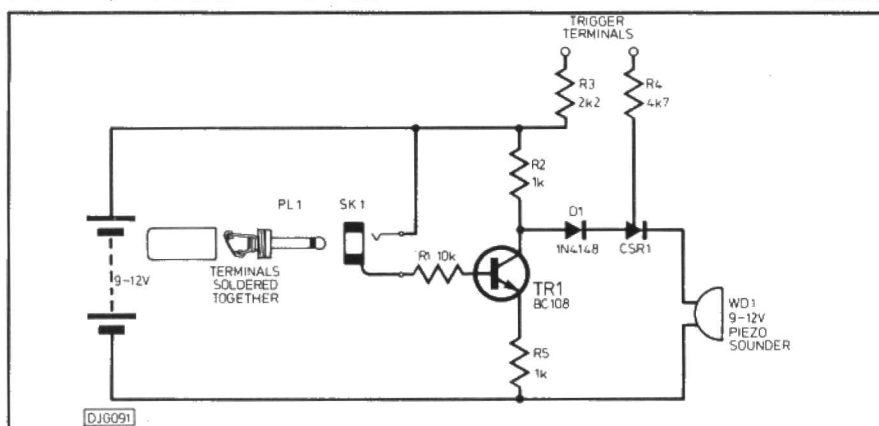 TRIGGER
TERMINALS
R3
2k2
R4
4k7
R2
1k
PL1
SK1
D1
1N4148
CSR1
R1 10k
9-12V
TERMINALS
SOLDERED
TOGETHER
TR1
BC108
WD1
9-12V
PIEZO
SOUNDER
R5
1k
DJG091